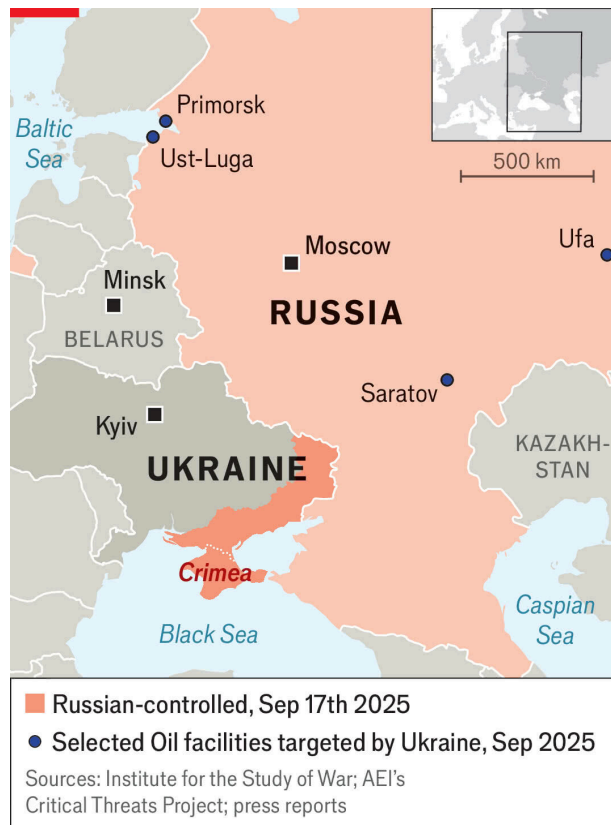 Primorsk
Baltic
Sea
Ust-Luga
500 km
Moscow
Ufa
Minsk
RUSSIA
BELARUS
Saratov
Kyiv
UKRAINE
KAZAKH-
STAN
Crimea
Caspian
Sea
Black Sea
Russian-controlled, Sep 17th 2025
Selected Oil facilities targeted by Ukraine, Sep 2025
Sources: Institute for the Study of War; AEI's
Critical Threats Project; press reports